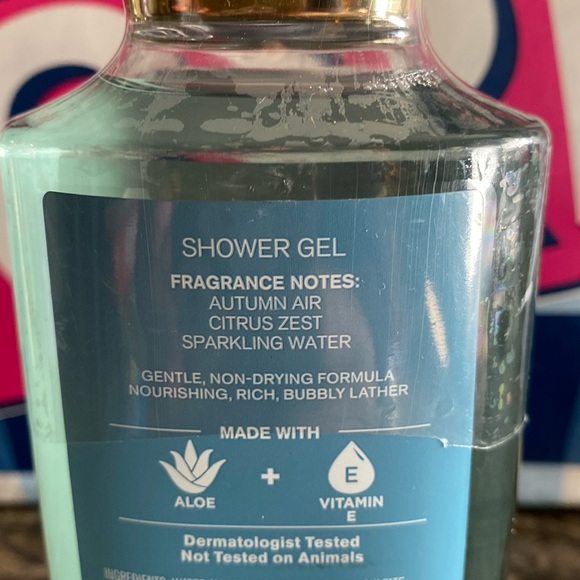 SHOWER GEL
FRAGRANCE NOTES:
AUTUMN AIR
CITRUS ZEST
SPARKLING WATER
GENTLE, NON-DRYING FORMULA
NOURISHING, RICH, BUBBLY LATHER
MADE WITH
ALOE + E VITAMIN
E
Dermatologist Tested
Not Tested on Animals